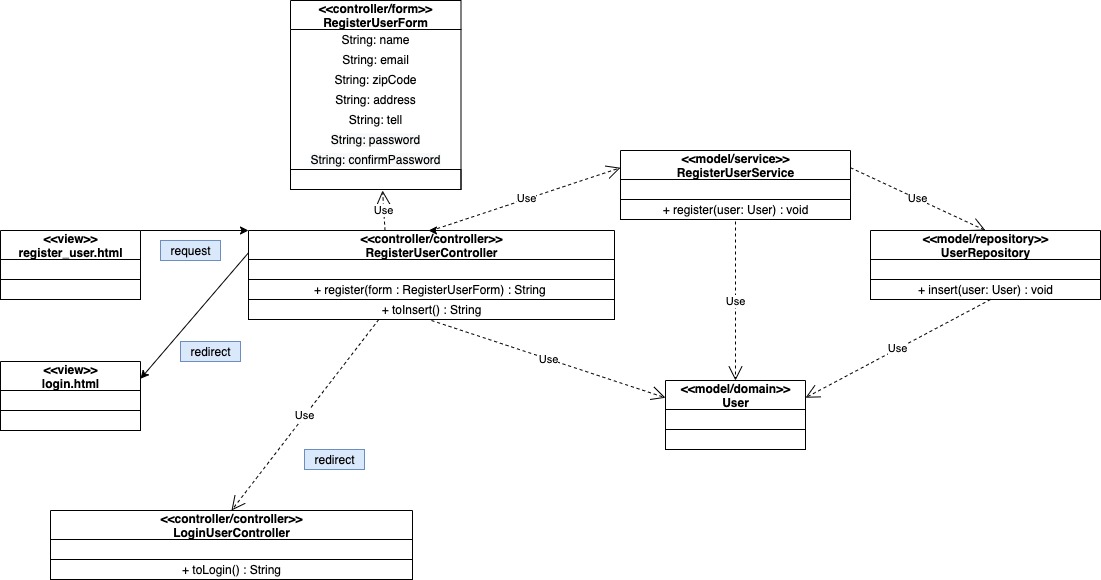 <<controller/form>>
RegisterUserForm
String: name
String: email
String: zipCode
String: address
String: tell
String: password
String: confirmPassword
Use
<<model/service>>
RegisterUserService
+ register(user: User) : void
Use
Use
<<view>>
register_user.html
request
<<controller/controller>>
RegisterUserController
+ register(form : RegisterUserForm) : String
+ toInsert() : String
<<model/repository>>
UserRepository
+ insert(user: User) : void
Use
redirect
Use
Use
<<view>>
login.html
<<model/domain>>
User
Use
redirect
<<controller/controller>>
LoginUserController
+ toLogin() : String